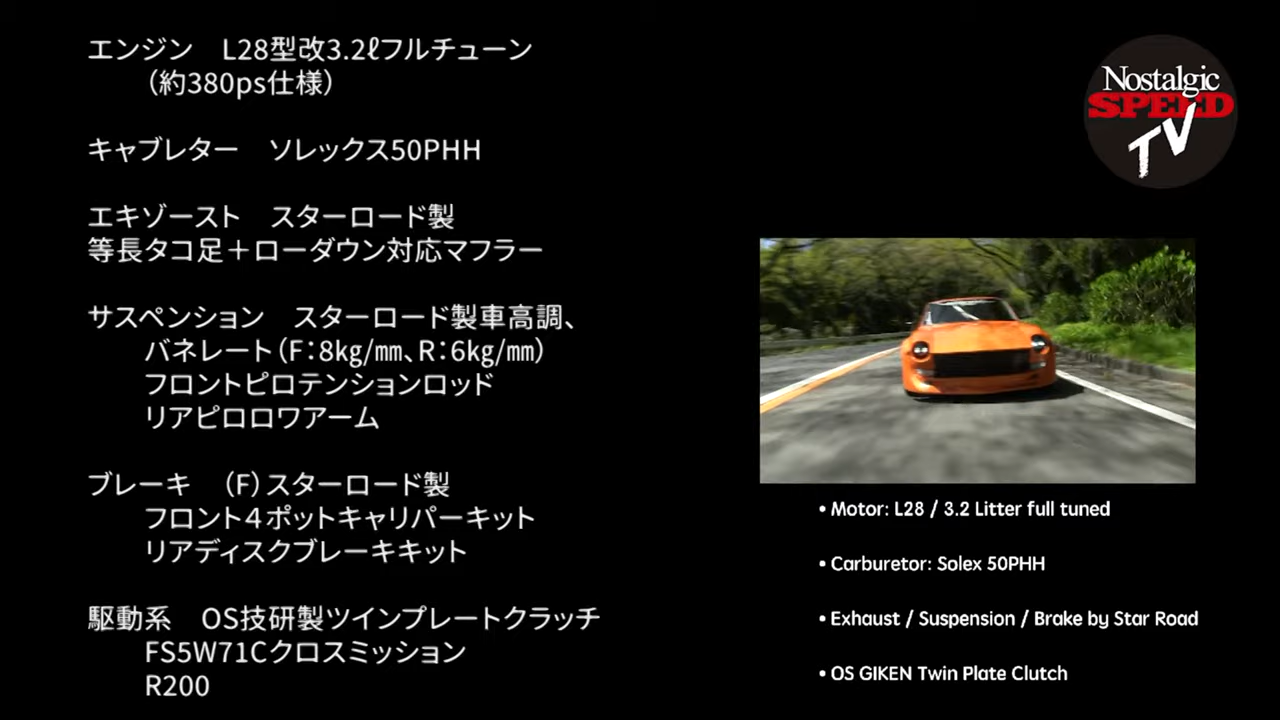 エンジン　L28型改3.2ℓフルチューン
（約380ps仕様）
キャブレター　ソレックス50PHH
エキゾースト　スターロード製
等長タコ足＋ローダウン対応マフラー
サスペンション　スターロード製車高調、
バネレート（F：8㎏/㎜、R：6㎏/㎜）
フロントピロテンションロッド
リアピロロワアーム
ブレーキ　（F）スターロード製
フロント４ポットキャリパーキット
リアディスクブレーキキット
駆動系　OS技研製ツインプレートクラッチ
FS5W71Cクロスミッション
R200
Nostalgic
SPEED
TV
• Motor: L28 / 3.2 Litter full tuned
• Carburetor: Solex 50PHH
• Exhaust / Suspension / Brake by Star Road
• OS GIKEN Twin Plate Clutch